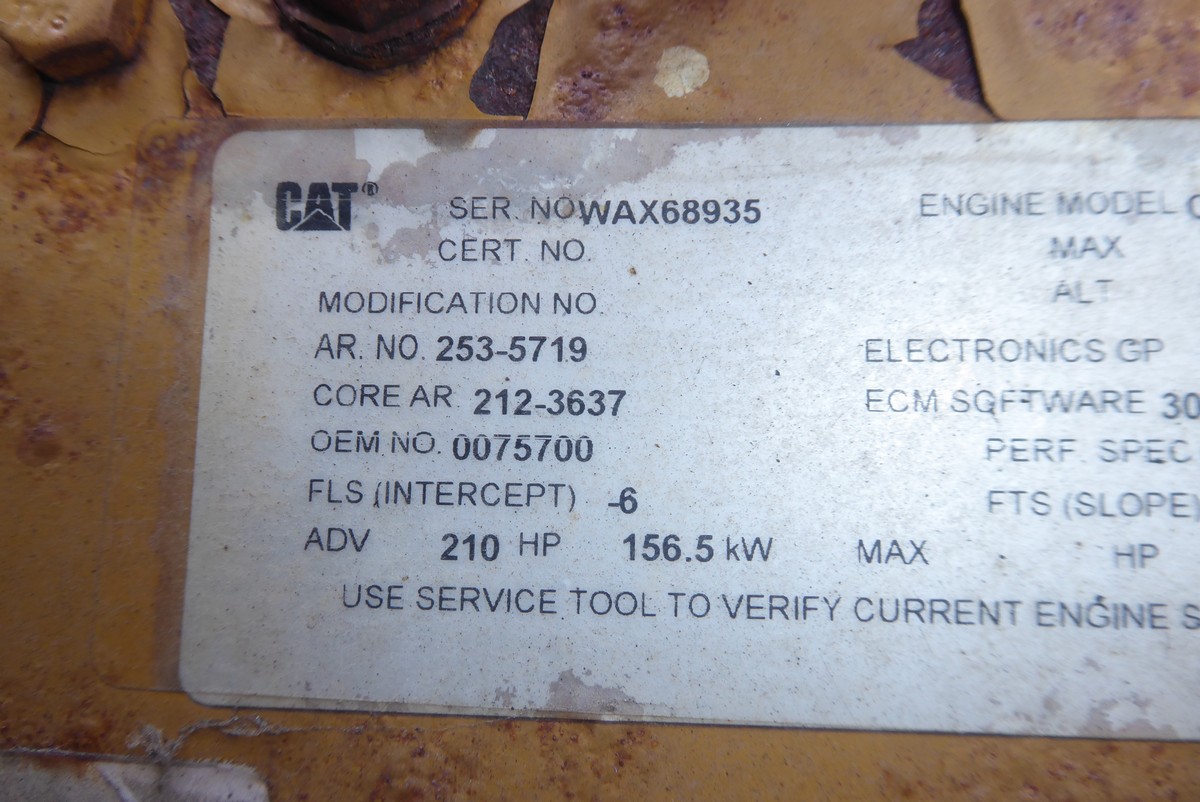 CAT® SER. NO WAX68935 ENGINE MODEL
CERT. NO. MAX
MODIFICATION NO. ALT
AR. NO. 253-5719 ELECTRONICS GP
CORE AR 212-3637 ECM SOFTWARE 30
OEM NO. 0075700 PERF. SPEC
FLS (INTERCEPT) -6 FTS (SLOPE)
ADV 210 HP 156.5 kW MAX HP
USE SERVICE TOOL TO VERIFY CURRENT ENGINE S